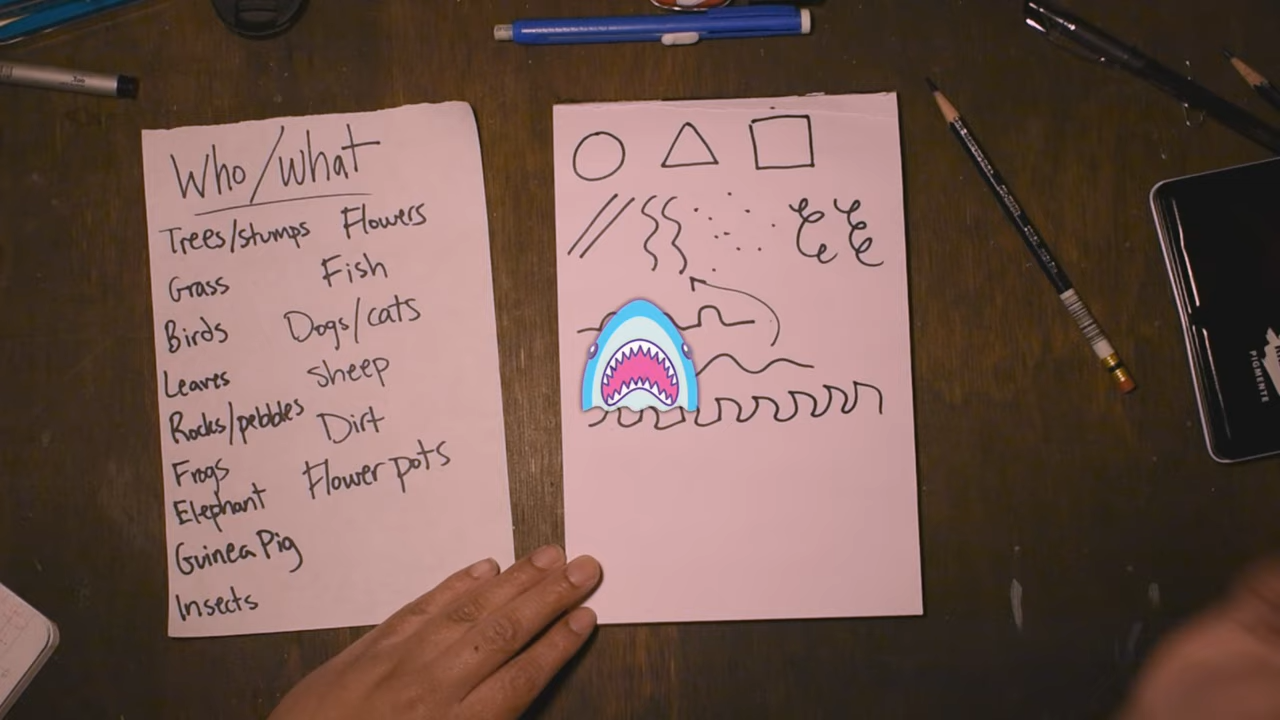 Who/What
Trees/stumps Flowers
Grass Fish
Birds Dogs/cats
Leaves sheep
Rocks/pebbles Dirt
Frogs Flower pots
Elephant
Guinea Pig
Insects
PIGMENTE